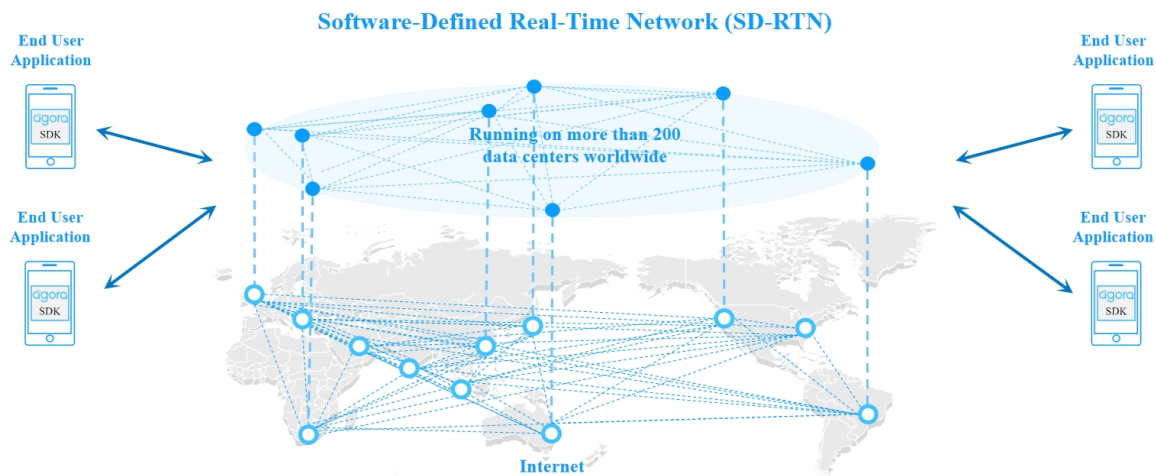 Software-Defined Real-Time Network (SD-RTN)
End User
Application
agora
SDK
End User
Application
agora
SDK
Running on more than 200
data centers worldwide
End User
Application
agora
SDK
End User
Application
agora
SDK
Internet